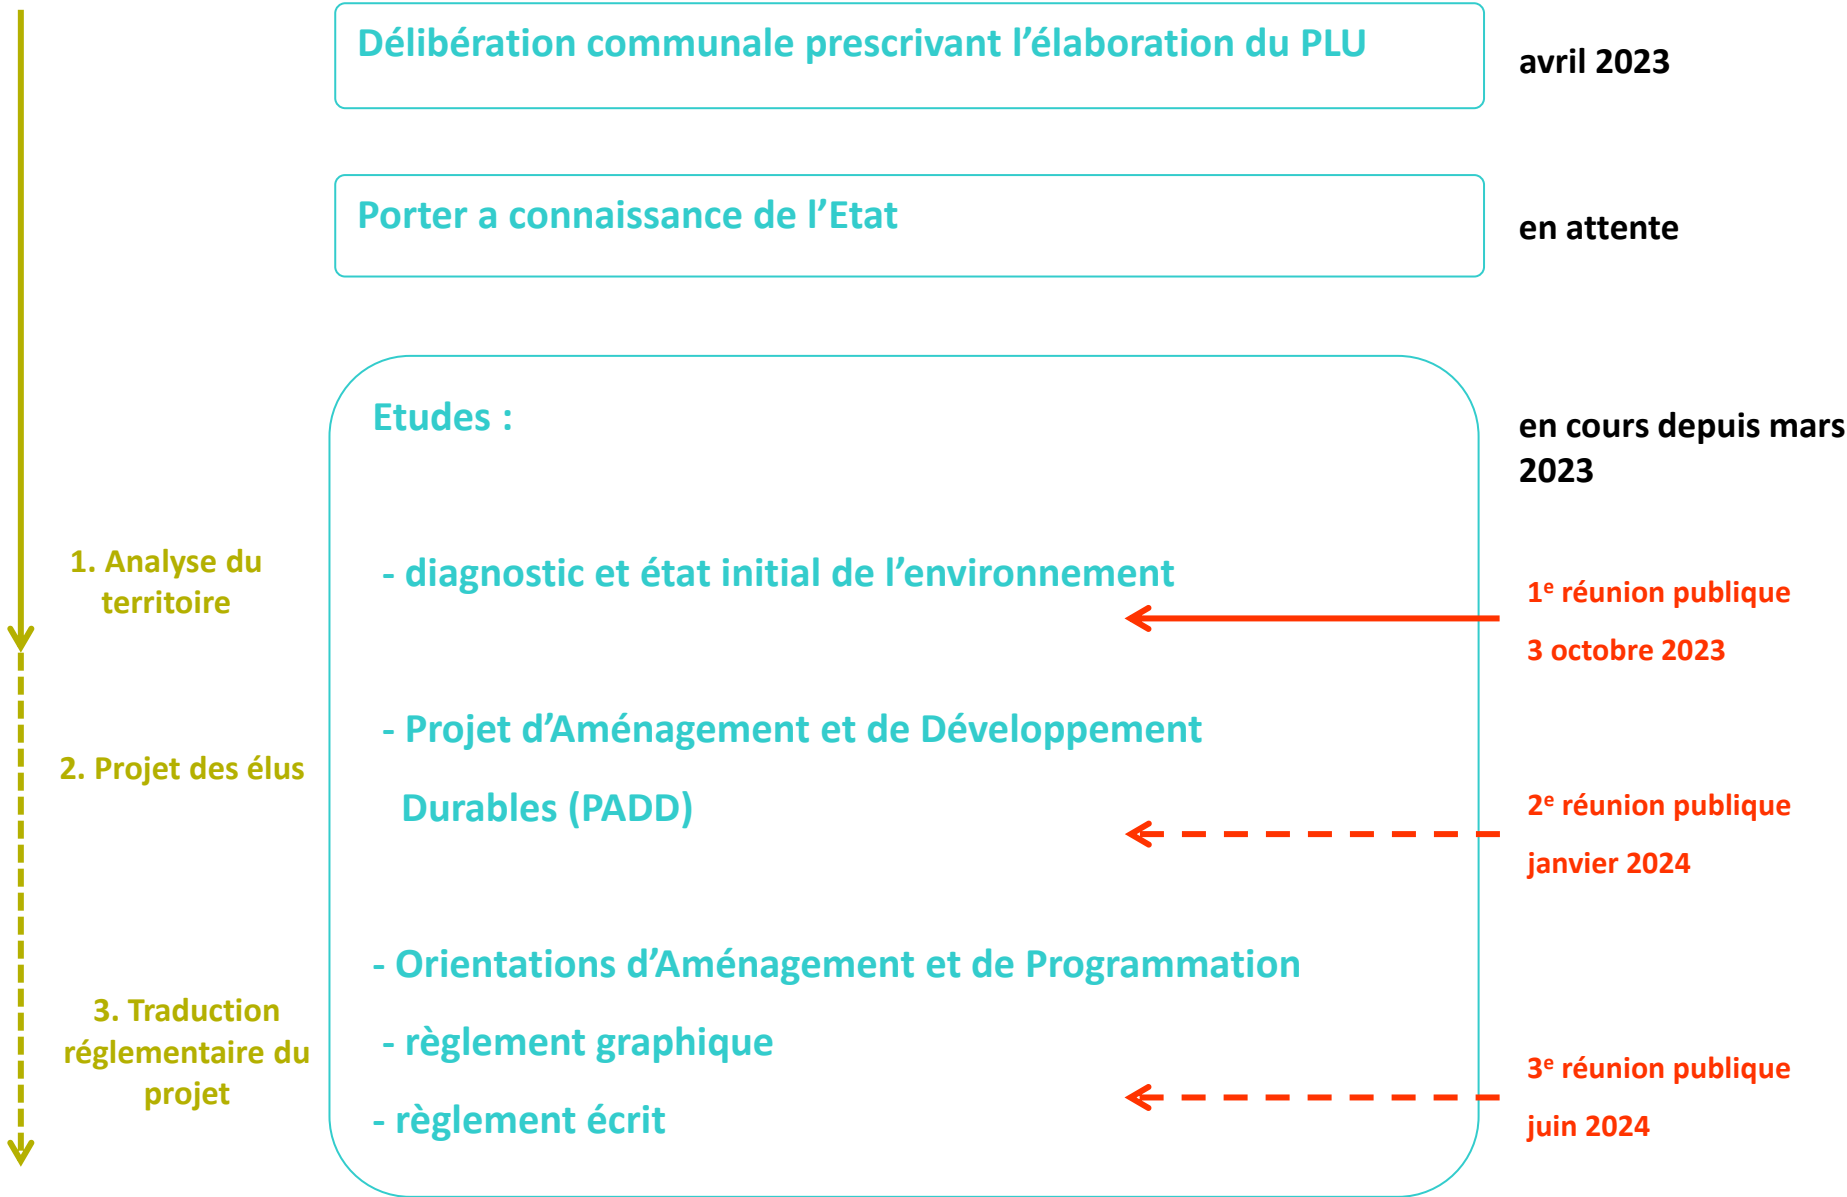 Délibération communale prescrivant l’élaboration du PLU
avril 2023
Porter a connaissance de l’Etat
en attente
Etudes :
en cours depuis mars
2023
1. Analyse du
territoire
- diagnostic et état initial de l’environnement
1e réunion publique
3 octobre 2023
2. Projet des élus
- Projet d’Aménagement et de Développement
Durables (PADD)
2e réunion publique
janvier 2024
3. Traduction
réglementaire du
projet
- Orientations d’Aménagement et de Programmation
- règlement graphique
- règlement écrit
3e réunion publique
juin 2024